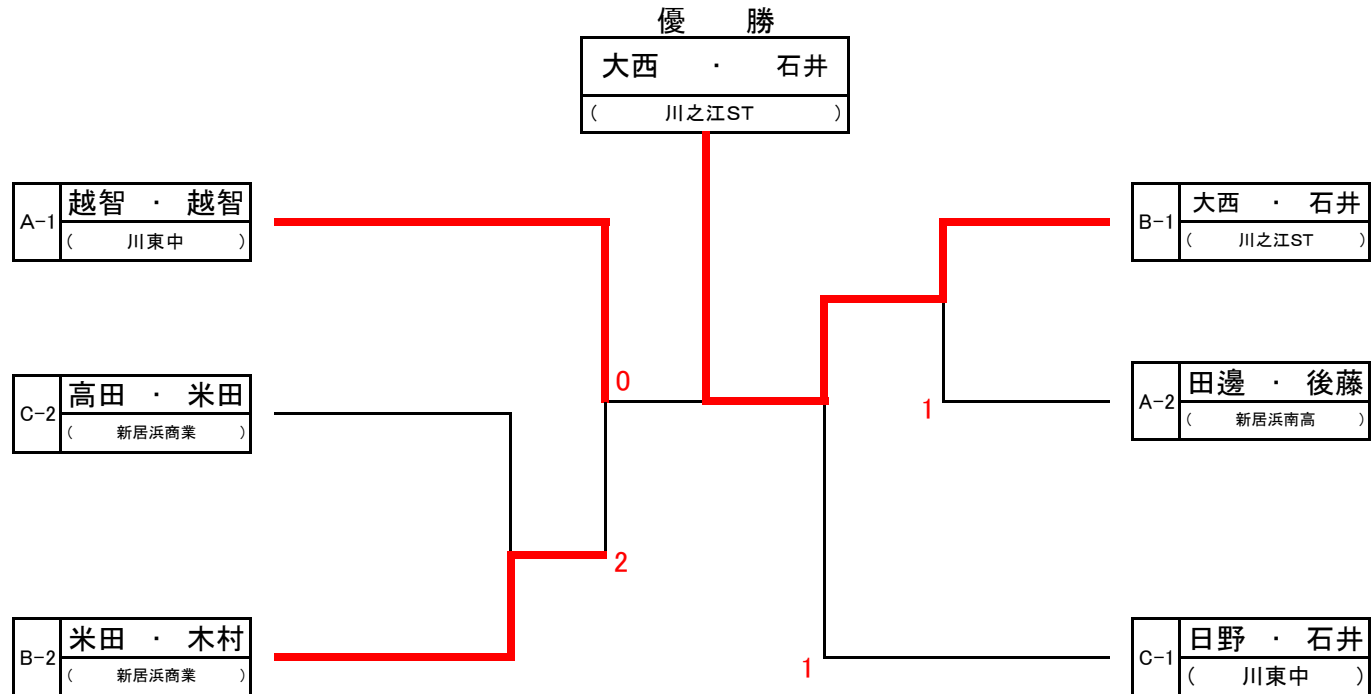 優　勝
大西　・　石井
(　川之江ST　)
A-1
越智　・　越智
(　川東中　)
B-1
大西　・　石井
(　川之江ST　)
C-2
高田　・　米田
(　新居浜商業　)
0
1
A-2
田邊　・　後藤
(　新居浜南高　)
2
B-2
米田　・　木村
(　新居浜商業　)
1
C-1
日野　・　石井
(　川東中　)